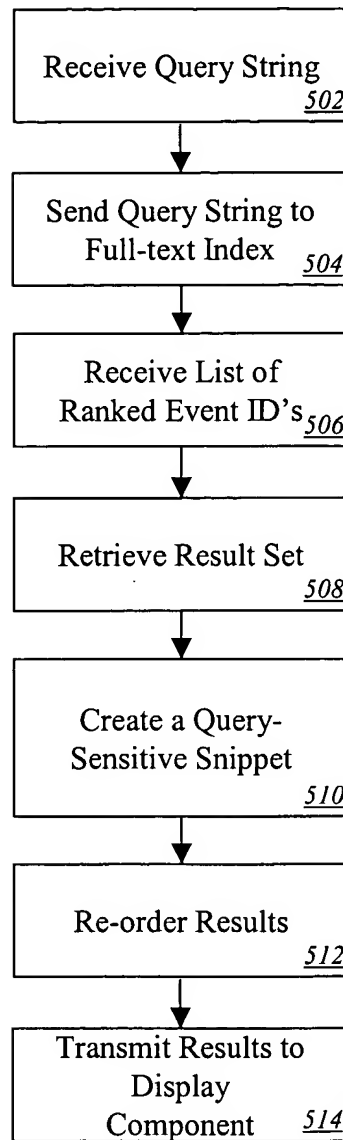 Receive Query String
502
Send Query String to
Full-text Index
504
Receive List of
Ranked Event ID's
506
Retrieve Result Set
508
Create a Query-
Sensitive Snippet
510
Re-order Results
512
Transmit Results to
Display
Component
514